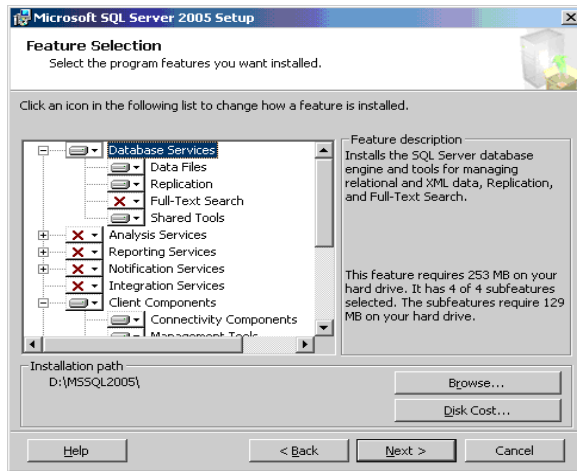 Microsoft SQL Server 2005 Setup
Feature Selection
Select the program features you want installed.
Click an icon in the following list to change how a feature is installed.
Database Services
Data Files
Replication
Full-Text Search
Shared Tools
Analysis Services
Reporting Services
Notification Services
Integration Services
Client Components
Connectivity Components
Management Tools
Feature description
Installs the SQL Server database
engine and tools for managing
relational and XML data, Replication,
and Full-Text Search.
This feature requires 253 MB on your
hard drive. It has 4 of 4 subfeatures
selected. The subfeatures require 129
MB on your hard drive.
Installation path
D:\MSSQL2005\
Browse...
Disk Cost...
Help
< Back
Next >
Cancel